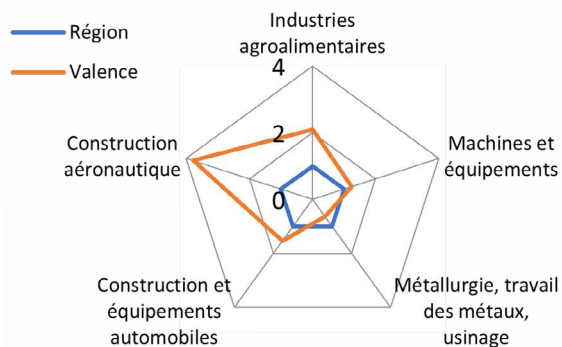 Région
Valence
Industries
agroalimentaires
4
2
0
Construction
aéronautique
Machines et
équipements
Construction et
équipements
automobiles
Métallurgie, travail
des métaux,
usinage